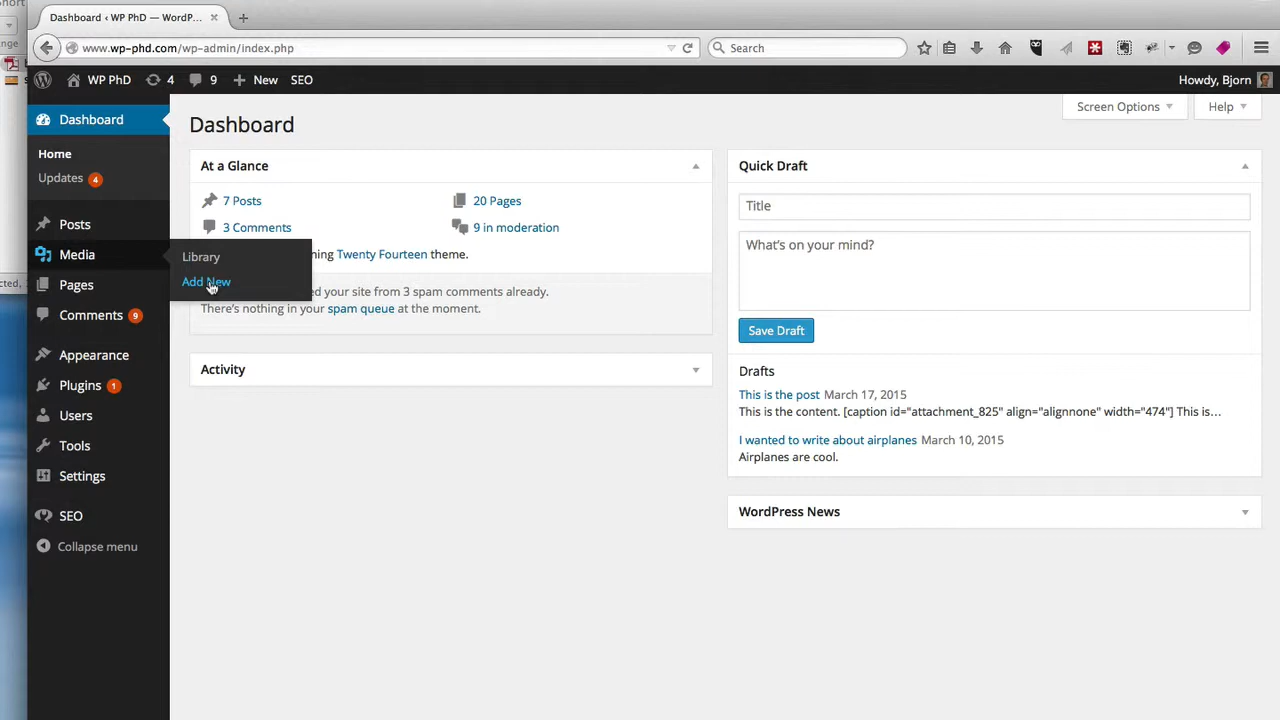 Short
Dashboard ‹ WP PhD — WordP...
nge
www.wp-phd.com/wp-admin/index.php
Search
WP PhD
4
9
New
SEO
Howdy, Bjorn
Dashboard
Screen Options
Help
Dashboard
Home
Updates 4
Posts
Media
Library
Add New
Pages
Comments 9
Appearance
Plugins 1
Users
Tools
Settings
SEO
Collapse menu
At a Glance
7 Posts
20 Pages
3 Comments
9 in moderation
ning Twenty Fourteen theme.
ed your site from 3 spam comments already.
There's nothing in your spam queue at the moment.
Activity
Quick Draft
Title
What's on your mind?
Save Draft
Drafts
This is the post March 17, 2015
This is the content. [caption id="attachment_825" align="alignnone" width="474"] This is...
I wanted to write about airplanes March 10, 2015
Airplanes are cool.
WordPress News